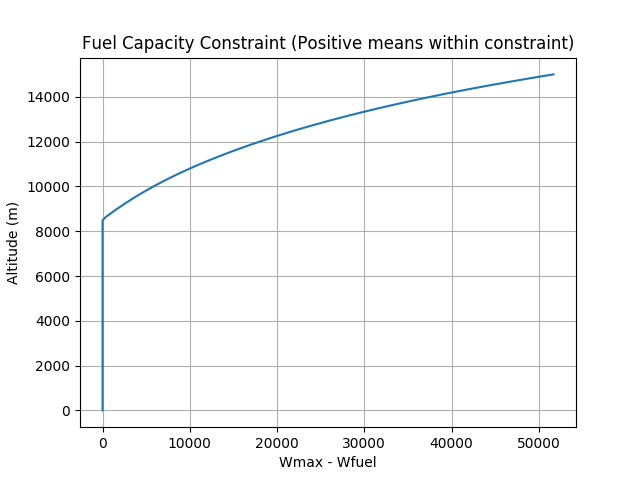 Fuel Capacity Constraint (Positive means within constraint)
14000
12000
10000
8000
6000
4000
2000
0
Altitude (m)
0 10000 20000 30000 40000 50000
Wmax - Wfuel